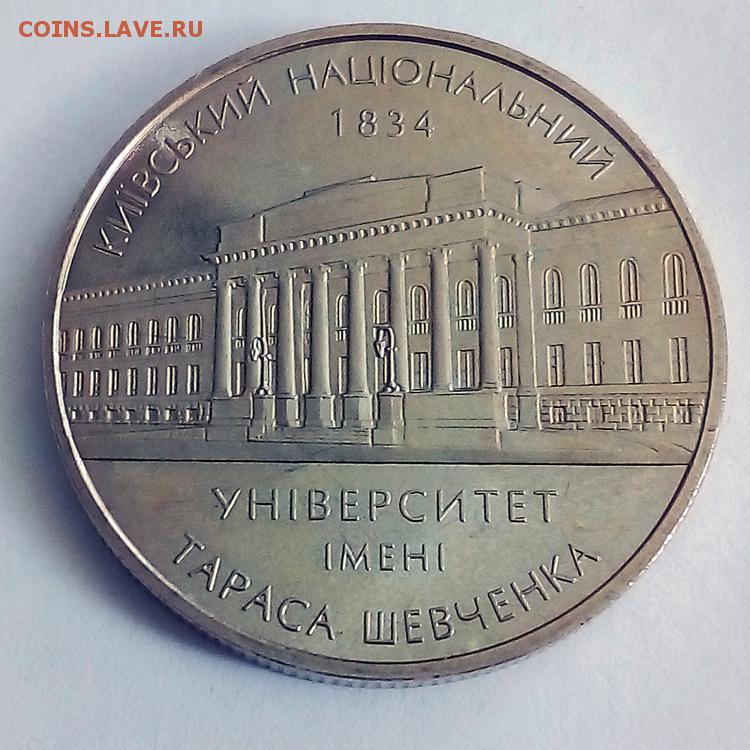 COINS.LAVE.RU
КИЇВСЬКИЙ НАЦІОНАЛЬНИЙ
1834
УНІВЕРСИТЕТ
ІМЕНІ
ТАРАСА ШЕВЧЕНКА